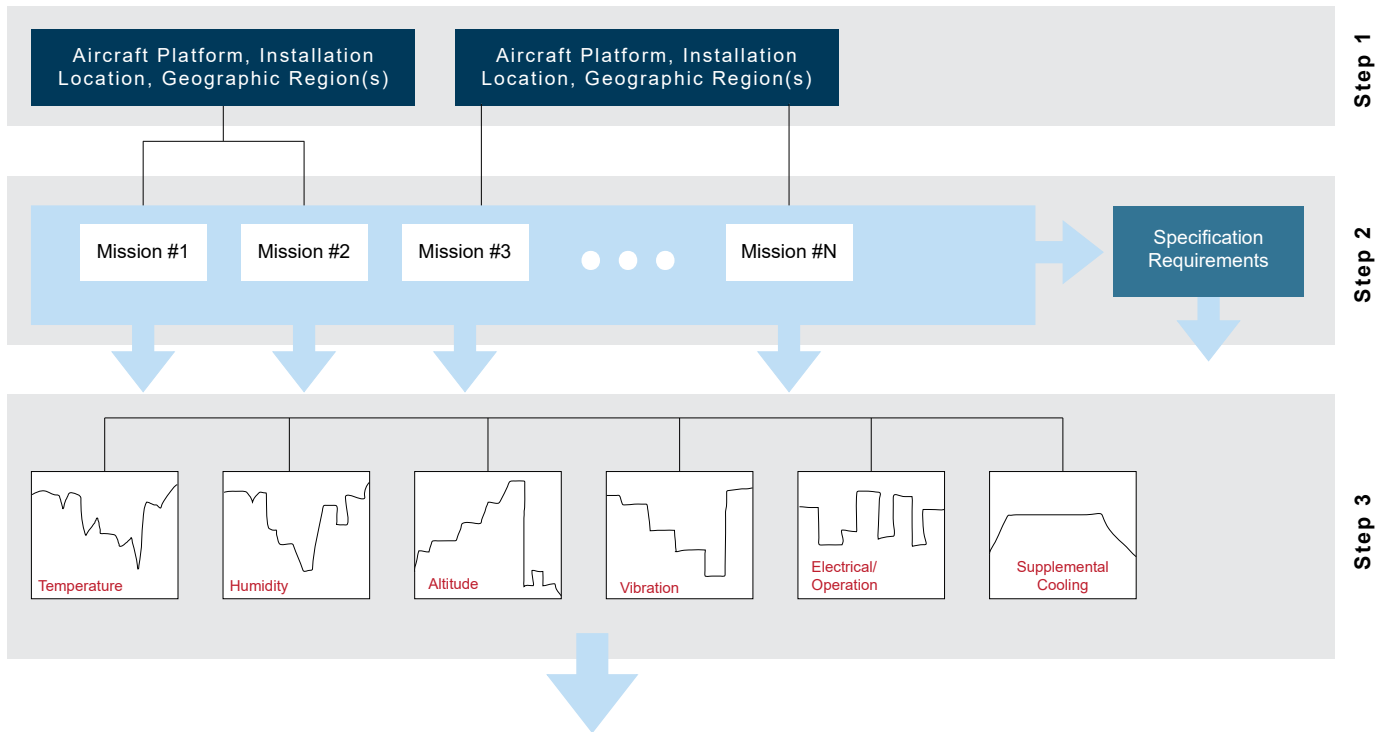 Aircraft Platform, Installation
Location, Geographic Region(s)
Aircraft Platform, Installation
Location, Geographic Region(s)
Step 1
Mission #1
Mission #2
Mission #3
Mission #N
Specification
Requirements
Step 2
Temperature
Humidity
Altitude
Vibration
Electrical/
Operation
Supplemental
Cooling
Step 3